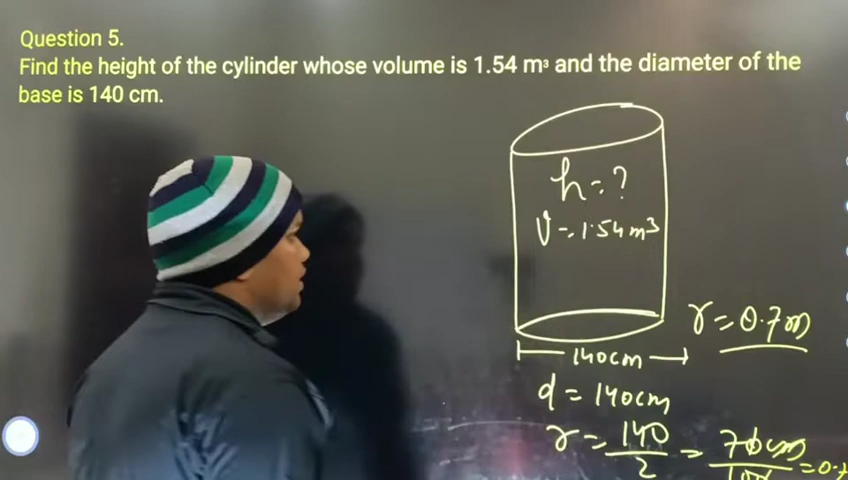 Question 5.
Find the height of the cylinder whose volume is 1.54 m³ and the diameter of the
base is 140 cm.
h = ?
V = 1.54 m³
r = 0.7 m
140cm
d = 140cm
r = 140/2 = 70cm/100 = 0.7